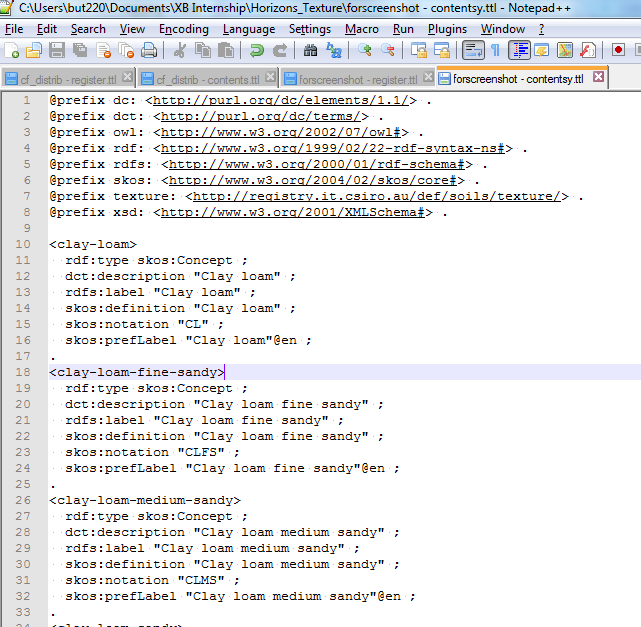 C:\Users\but220\Documents\XB Internship\Horizons_Texture\forscreenshot - contentsy.ttl - Notepad++
File Edit Search View Encoding Language Settings Macro Run Plugins Window ?
cf_distrib - register.ttl cf_distrib - contents.ttl forscreenshot - register.ttl forscreenshot - contentsy.ttl
1 @prefix dc: <http://purl.org/dc/elements/1.1/> .
2 @prefix dct: <http://purl.org/dc/terms/> .
3 @prefix owl: <http://www.w3.org/2002/07/owl#> .
4 @prefix rdf: <http://www.w3.org/1999/02/22-rdf-syntax-ns#> .
5 @prefix rdfs: <http://www.w3.org/2000/01/rdf-schema#> .
6 @prefix skos: <http://www.w3.org/2004/02/skos/core#> .
7 @prefix texture: <http://registry.it.csiro.au/def/soils/texture/> .
8 @prefix xsd: <http://www.w3.org/2001/XMLSchema#> .
9
10 <clay-loam>
11 rdf:type skos:Concept ;
12 dct:description "Clay loam" ;
13 rdfs:label "Clay loam" ;
14 skos:definition "Clay loam" ;
15 skos:notation "CL" ;
16 skos:prefLabel "Clay loam"@en ;
17 .
18 <clay-loam-fine-sandy>
19 rdf:type skos:Concept ;
20 dct:description "Clay loam fine sandy" ;
21 rdfs:label "Clay loam fine sandy" ;
22 skos:definition "Clay loam fine sandy" ;
23 skos:notation "CLFS" ;
24 skos:prefLabel "Clay loam fine sandy"@en ;
25 .
26 <clay-loam-medium-sandy>
27 rdf:type skos:Concept ;
28 dct:description "Clay loam medium sandy" ;
29 rdfs:label "Clay loam medium sandy" ;
30 skos:definition "Clay loam medium sandy" ;
31 skos:notation "CLMS" ;
32 skos:prefLabel "Clay loam medium sandy"@en ;
33 .
34 <clay-loam-sandy>